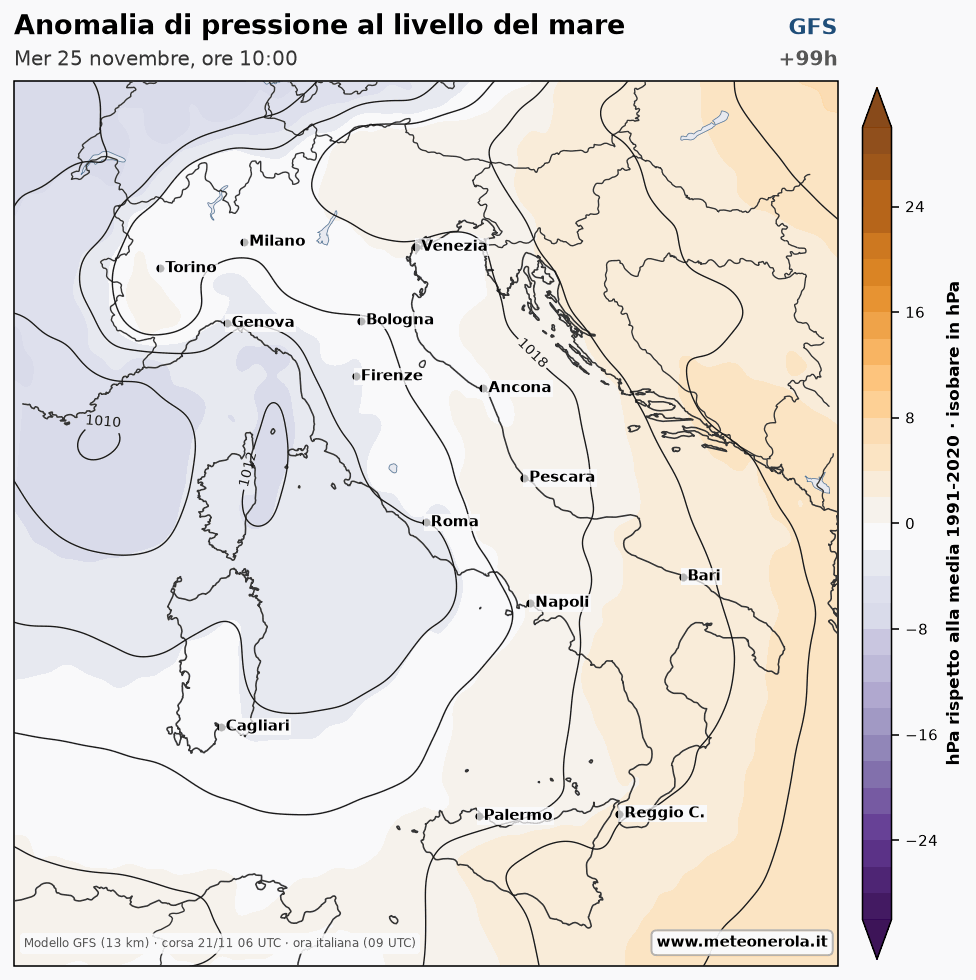 Anomalia di pressione al livello del mare
GFS
Mer 25 novembre, ore 10:00
+99h
Milano
Venezia
Torino
Genova
Bologna
1018
Firenze
Ancona
1010
1012
Pescara
Roma
Bari
Napoli
Cagliari
Palermo
Reggio C.
Modello GFS (13 km) · corsa 21/11 06 UTC · ora italiana (09 UTC)
www.meteonerola.it
24
16
8
0
−8
−16
−24
hPa rispetto alla media 1991-2020 · isobare in hPa